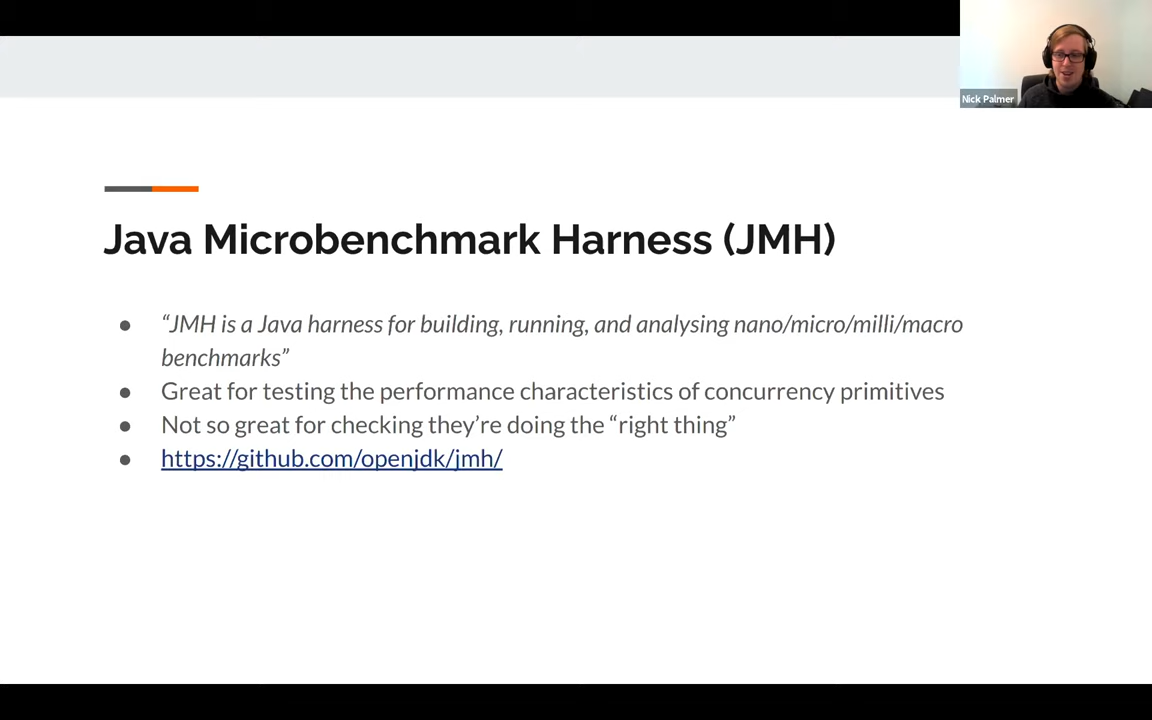 Nick Palmer
Java Microbenchmark Harness (JMH)
● “JMH is a Java harness for building, running, and analysing nano/micro/milli/macro
benchmarks”
● Great for testing the performance characteristics of concurrency primitives
● Not so great for checking they’re doing the “right thing”
● https://github.com/openjdk/jmh/